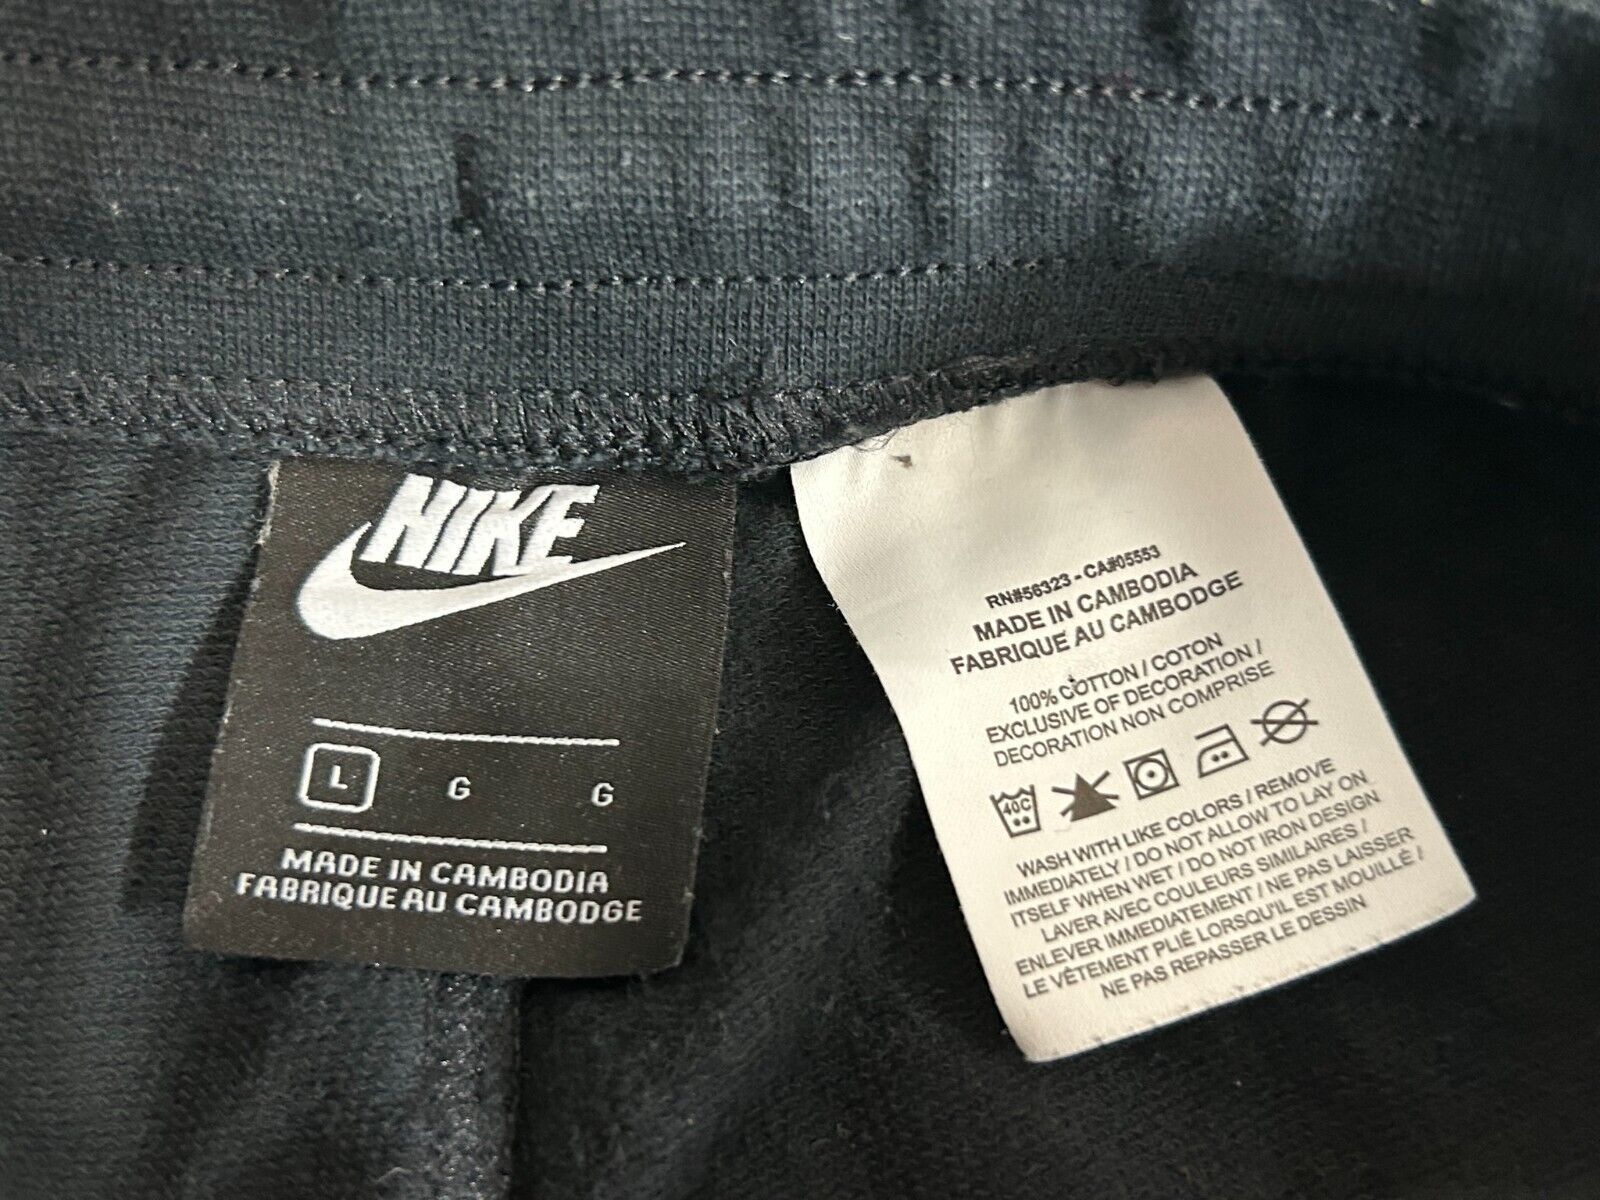 NIKE
L G G
MADE IN CAMBODIA
FABRIQUE AU CAMBODGE
RN#56323 - CA#05553
MADE IN CAMBODIA
FABRIQUE AU CAMBODGE
100% COTTON / COTON
EXCLUSIVE OF DECORATION /
DECORATION NON COMPRISE
40C
WASH WITH LIKE COLORS / REMOVE
IMMEDIATELY / DO NOT ALLOW TO LAY ON
ITSELF WHEN WET / DO NOT IRON DESIGN
LAVER AVEC COULEURS SIMILAIRES /
ENLEVER IMMEDIATEMENT / NE PAS LAISSER
LE VÊTEMENT PLIÉ LORSQU'IL EST MOUILLÉ /
NE PAS REPASSER LE DESSIN